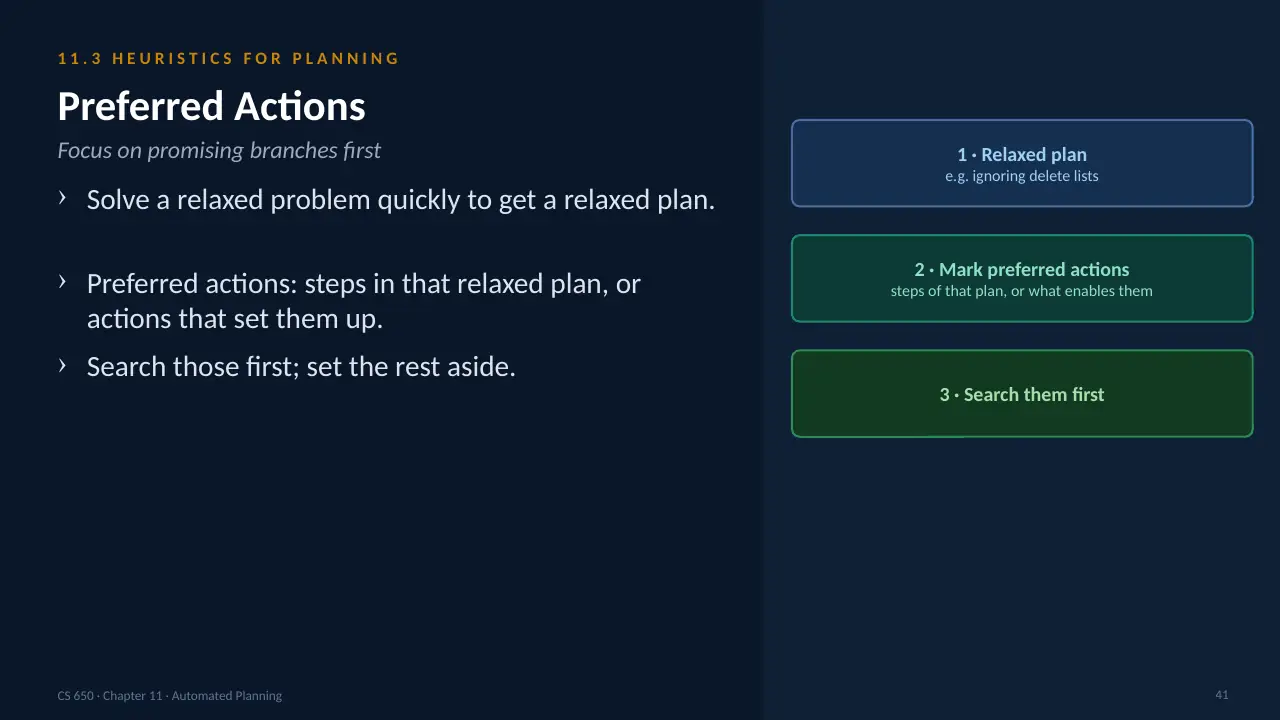 11.3 HEURISTICS FOR PLANNING
Preferred Actions
Focus on promising branches first
› Solve a relaxed problem quickly to get a relaxed plan.
› Preferred actions: steps in that relaxed plan, or
actions that set them up.
› Search those first; set the rest aside.
1 · Relaxed plan
e.g. ignoring delete lists
2 · Mark preferred actions
steps of that plan, or what enables them
3 · Search them first
CS 650 · Chapter 11 · Automated Planning
41